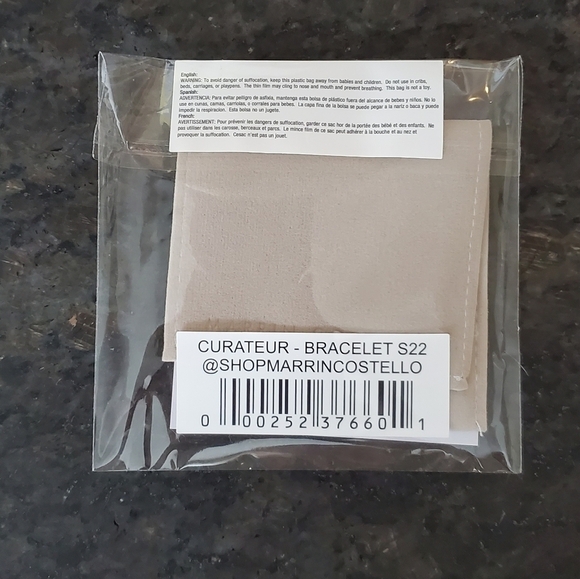 English:
WARNING: To avoid danger of suffocation, keep this plastic bag away from babies and children. Do not use in cribs,
beds, carriages, or playpens. The thin film may cling to nose and mouth and prevent breathing. This bag is not a toy.
Spanish:
ADVERTENCIA: Para evitar peligro de asfixia, mantenga esta bolsa de plástico fuera del alcance de bebes y niños. No lo
use en cunas, camas, carriolas, o corrales para bebes. La capa fina de la bolsa se puede pegar a la nariz o boca y puede
impedir la respiracion. Esta bolsa no un jugete.
French:
AVERTISSEMENT: Pour prévenir les dangers de suffocation, garder ce sac hor de la portée des bébé et des enfants. Ne
pas utiliser dans les carosse, berceaux et parcs. Le mince film de ce sac peut adhérer à la bouche et au nez et
provoquer la suffocation. Cesac n'est pas un jouet.
CURATEUR - BRACELET S22
@SHOPMARRINCOSTELLO
0 00252 37660 1